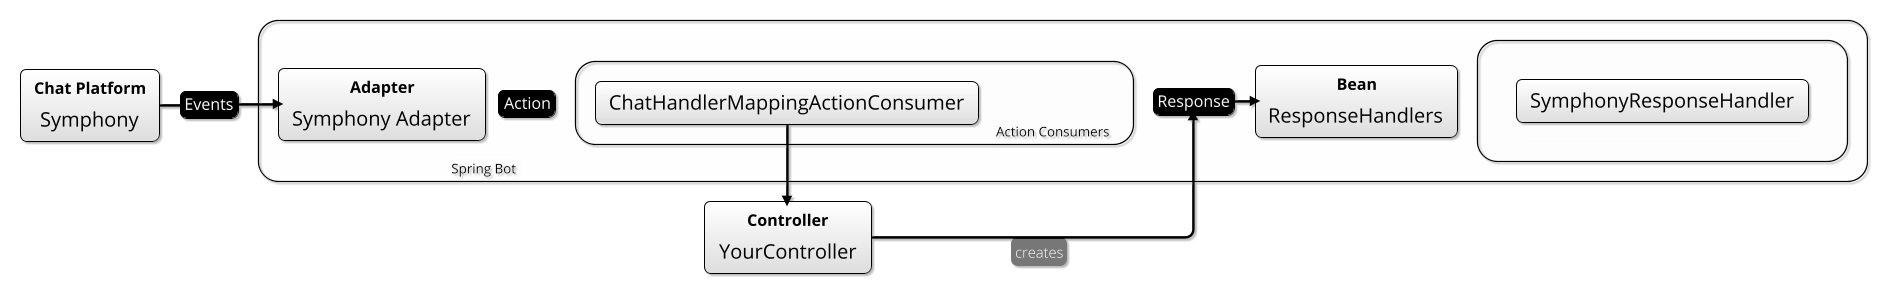 Chat Platform
Symphony
Events
Adapter
Symphony Adapter
Action
ChatHandlerMappingActionConsumer
Action Consumers
Response
Bean
ResponseHandlers
SymphonyResponseHandler
Spring Bot
Controller
YourController
creates